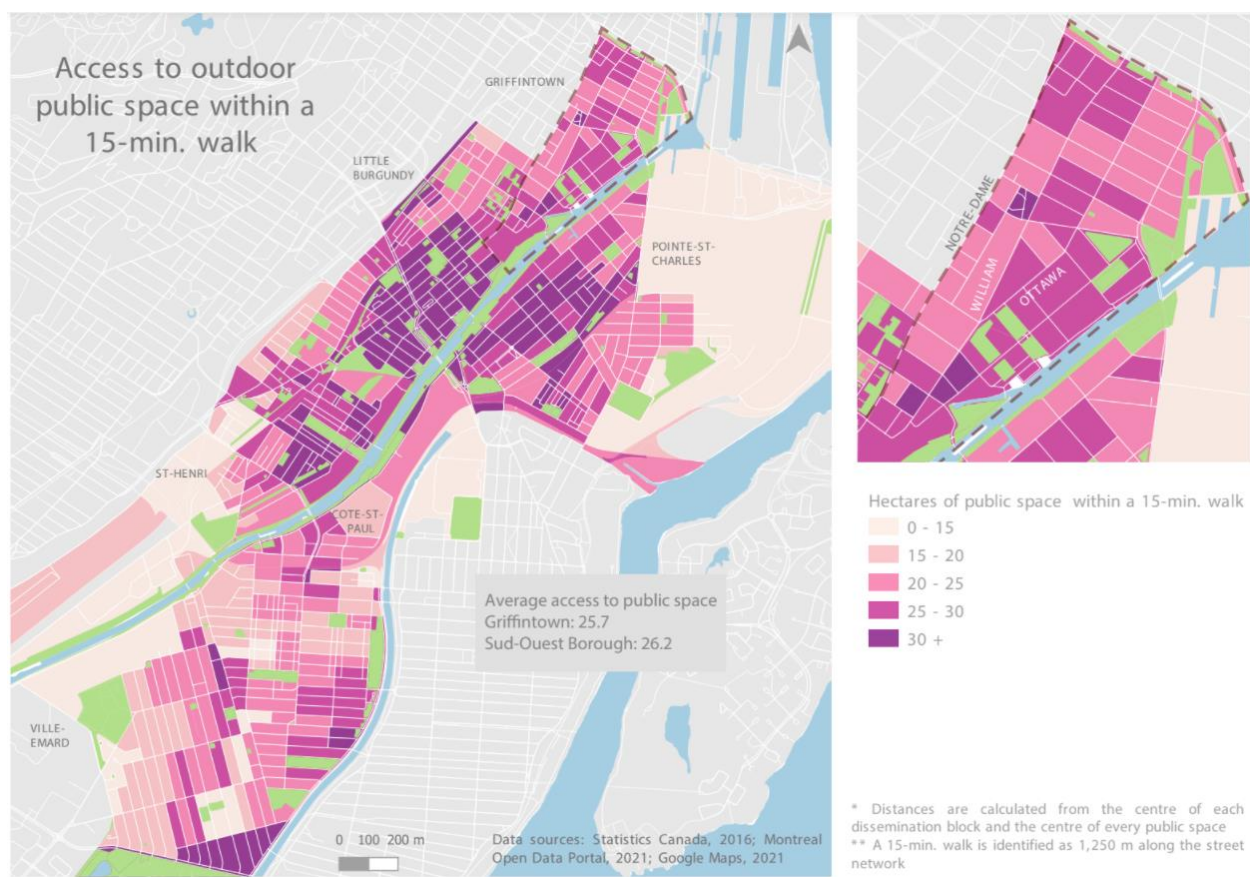 Access to outdoor
public space within a
15-min. walk
GRIFFINTOWN
LITTLE
BURGUNDY
POINTE-ST-
CHARLES
ST-HENRI
COTE-ST-
PAUL
VILLE-
EMARD
Average access to public space
Griffintown: 25.7
Sud-Ouest Borough: 26.2
0 100 200 m
Data sources: Statistics Canada, 2016; Montreal
Open Data Portal, 2021; Google Maps, 2021
NOTRE-DAME
WILLIAM
OTTAWA
Hectares of public space within a 15-min. walk
0 - 15
15 - 20
20 - 25
25 - 30
30 +
* Distances are calculated from the centre of each
dissemination block and the centre of every public space
** A 15-min. walk is identified as 1,250 m along the street
network